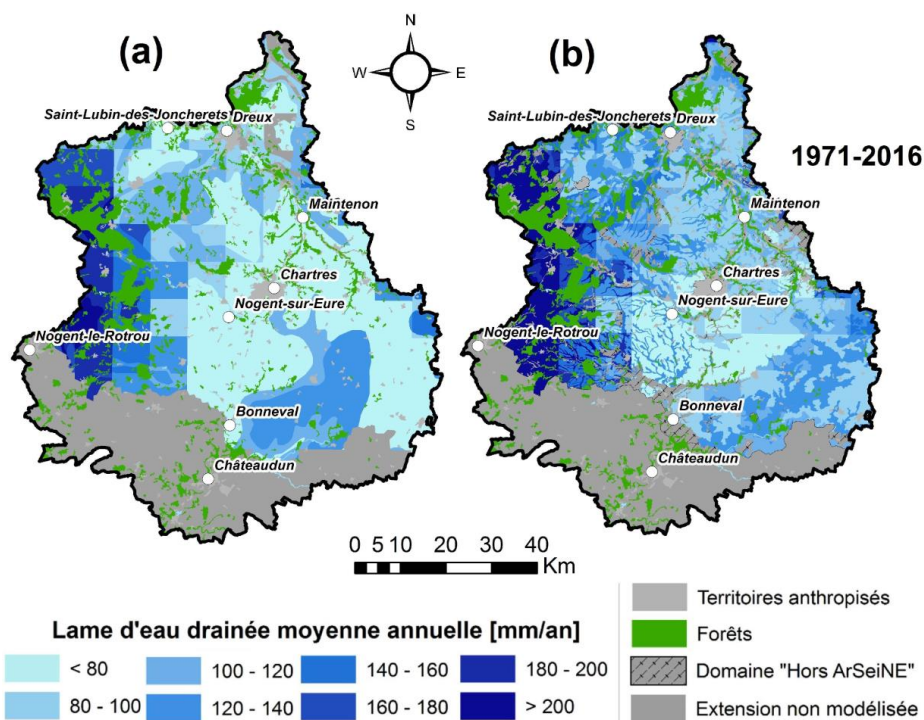 (a)
N
W E
S
(b)
1971-2016
Saint-Lubin-des-Joncherets
Dreux
Maintenon
Chartres
Nogent-sur-Eure
Nogent-le-Rotrou
Bonneval
Châteaudun
Saint-Lubin-des-Joncherets
Dreux
Maintenon
Chartres
Nogent-sur-Eure
Nogent-le-Rotrou
Bonneval
Châteaudun
0 5 10 20 30 40
Km
Lame d'eau drainée moyenne annuelle [mm/an]
< 80
80 - 100
100 - 120
120 - 140
140 - 160
160 - 180
180 - 200
> 200
Territoires anthropisés
Forêts
Domaine "Hors ArSeiNE"
Extension non modélisée